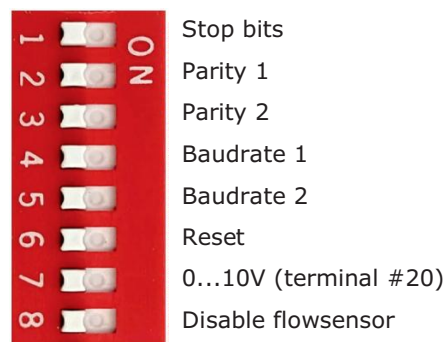 1 Stop bits
2 Parity 1
3 Parity 2
4 Baudrate 1
5 Baudrate 2
6 Reset
7 0...10V (terminal #20)
8 Disable flowsensor
ON